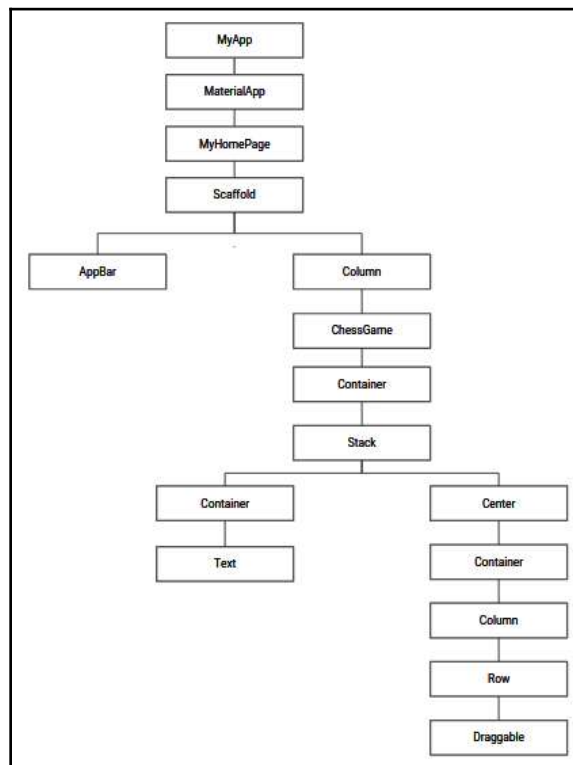 MyApp
MaterialApp
MyHomePage
Scaffold
AppBar
Column
ChessGame
Container
Stack
Container
Center
Text
Container
Column
Row
Draggable